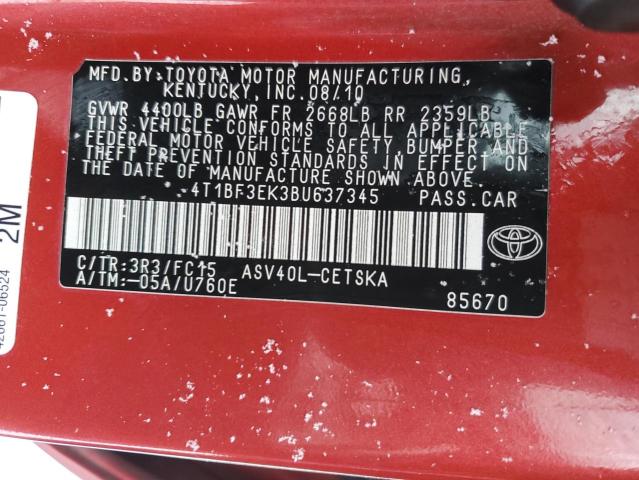 MFD.BY:TOYOTA MOTOR MANUFACTURING,
KENTUCKY, INC.08/10
GVWR 4400LB GAWR FR 2668LB RR 2359LB
THIS VEHICLE CONFORMS TO ALL APPLICABLE
FEDERAL MOTOR VEHICLE SAFETY, BUMPER, AND
THEFT PREVENTION STANDARDS IN EFFECT ON
THE DATE OF MANUFACTURE SHOWN ABOVE.
4T1BF3EK3BU637345 PASS.CAR
C/TR:3R3/FC15 ASV40L-CETSKA
A/TM:-05A/U760E
85670
2M